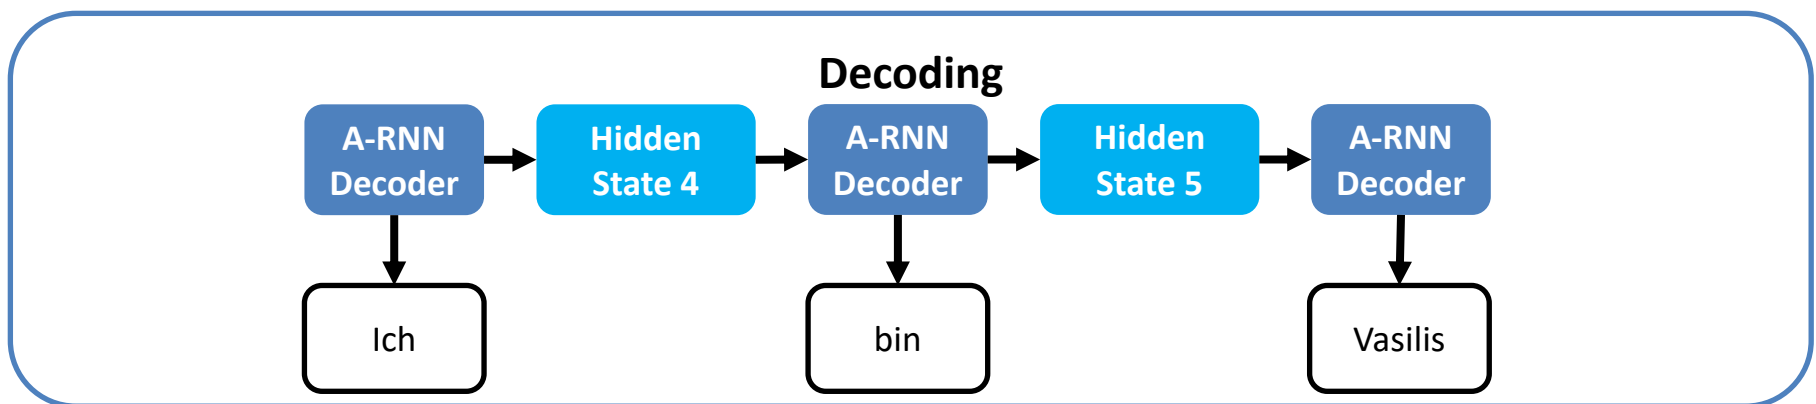 Decoding
A-RNN
Decoder
Hidden
State 4
A-RNN
Decoder
Hidden
State 5
A-RNN
Decoder
Ich
bin
Vasilis